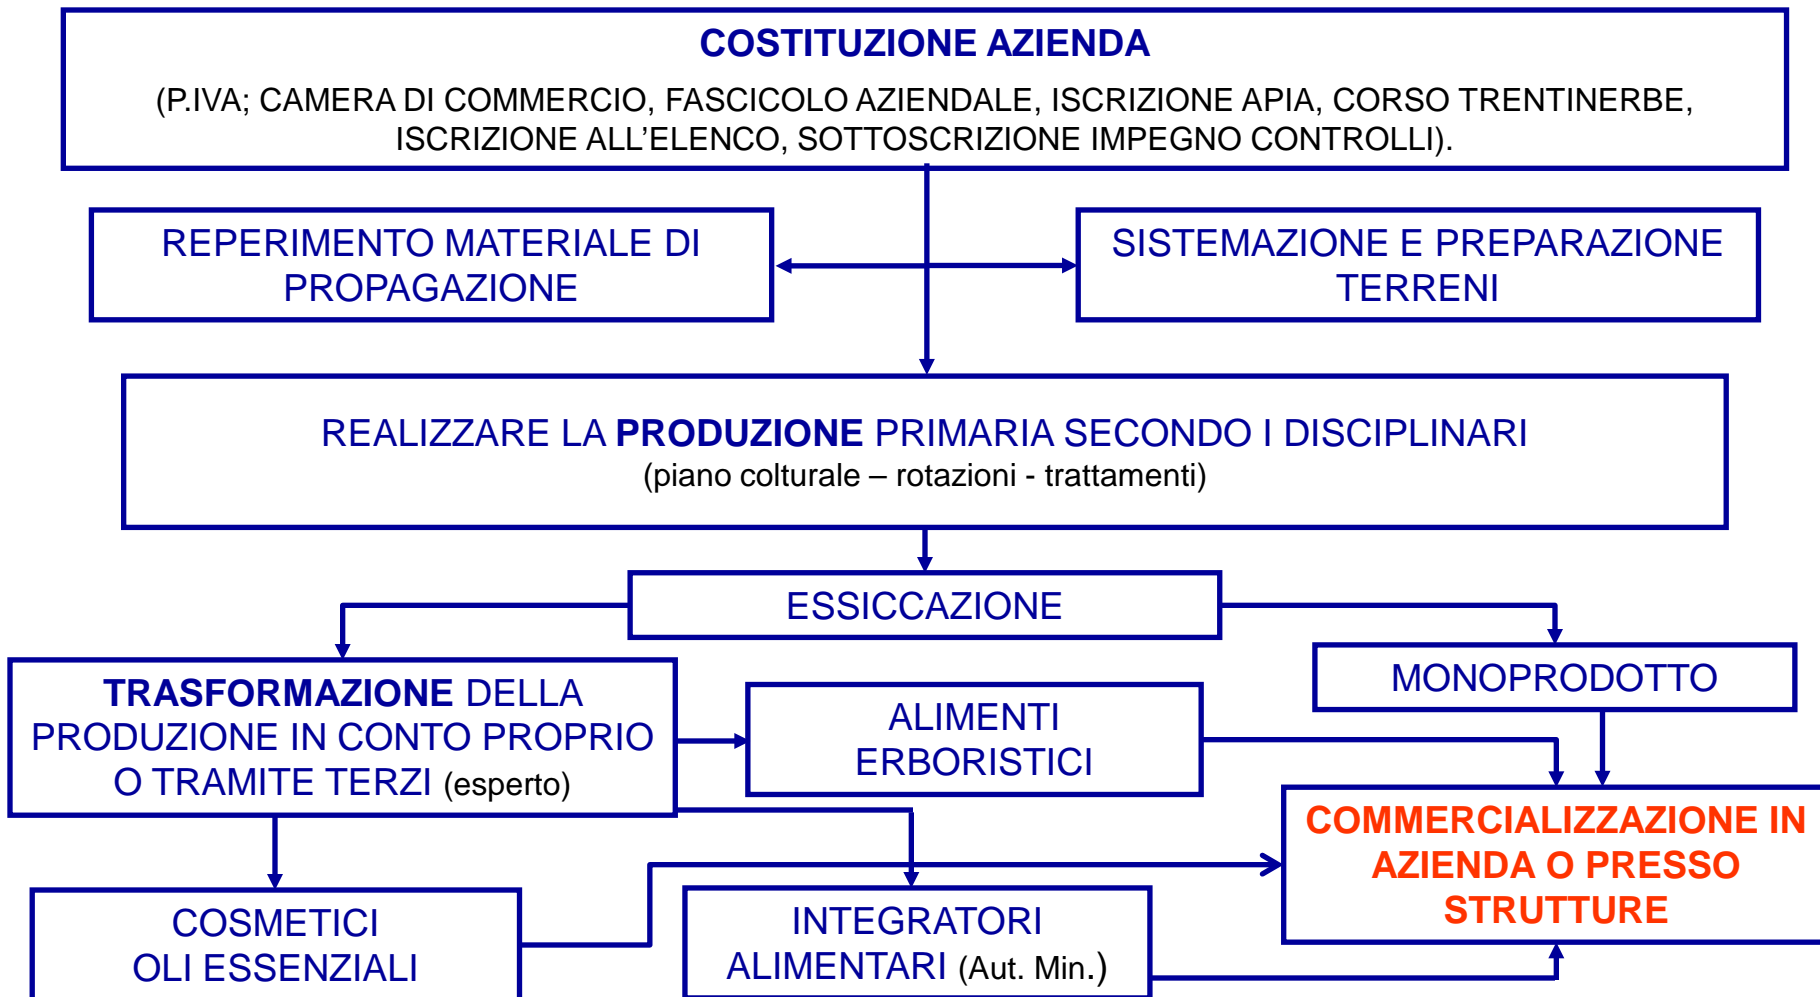 COSTITUZIONE AZIENDA
(P.IVA; CAMERA DI COMMERCIO, FASCICOLO AZIENDALE, ISCRIZIONE APIA, CORSO TRENTINERBE,
ISCRIZIONE ALL’ELENCO, SOTTOSCRIZIONE IMPEGNO CONTROLLI).
REPERIMENTO MATERIALE DI
PROPAGAZIONE
SISTEMAZIONE E PREPARAZIONE
TERRENI
REALIZZARE LA PRODUZIONE PRIMARIA SECONDO I DISCIPLINARI
(piano colturale – rotazioni - trattamenti)
ESSICCAZIONE
TRASFORMAZIONE DELLA
PRODUZIONE IN CONTO PROPRIO
O TRAMITE TERZI (esperto)
ALIMENTI
ERBORISTICI
MONOPRODOTTO
COSMETICI
OLI ESSENZIALI
INTEGRATORI
ALIMENTARI (Aut. Min.)
COMMERCIALIZZAZIONE IN
AZIENDA O PRESSO
STRUTTURE